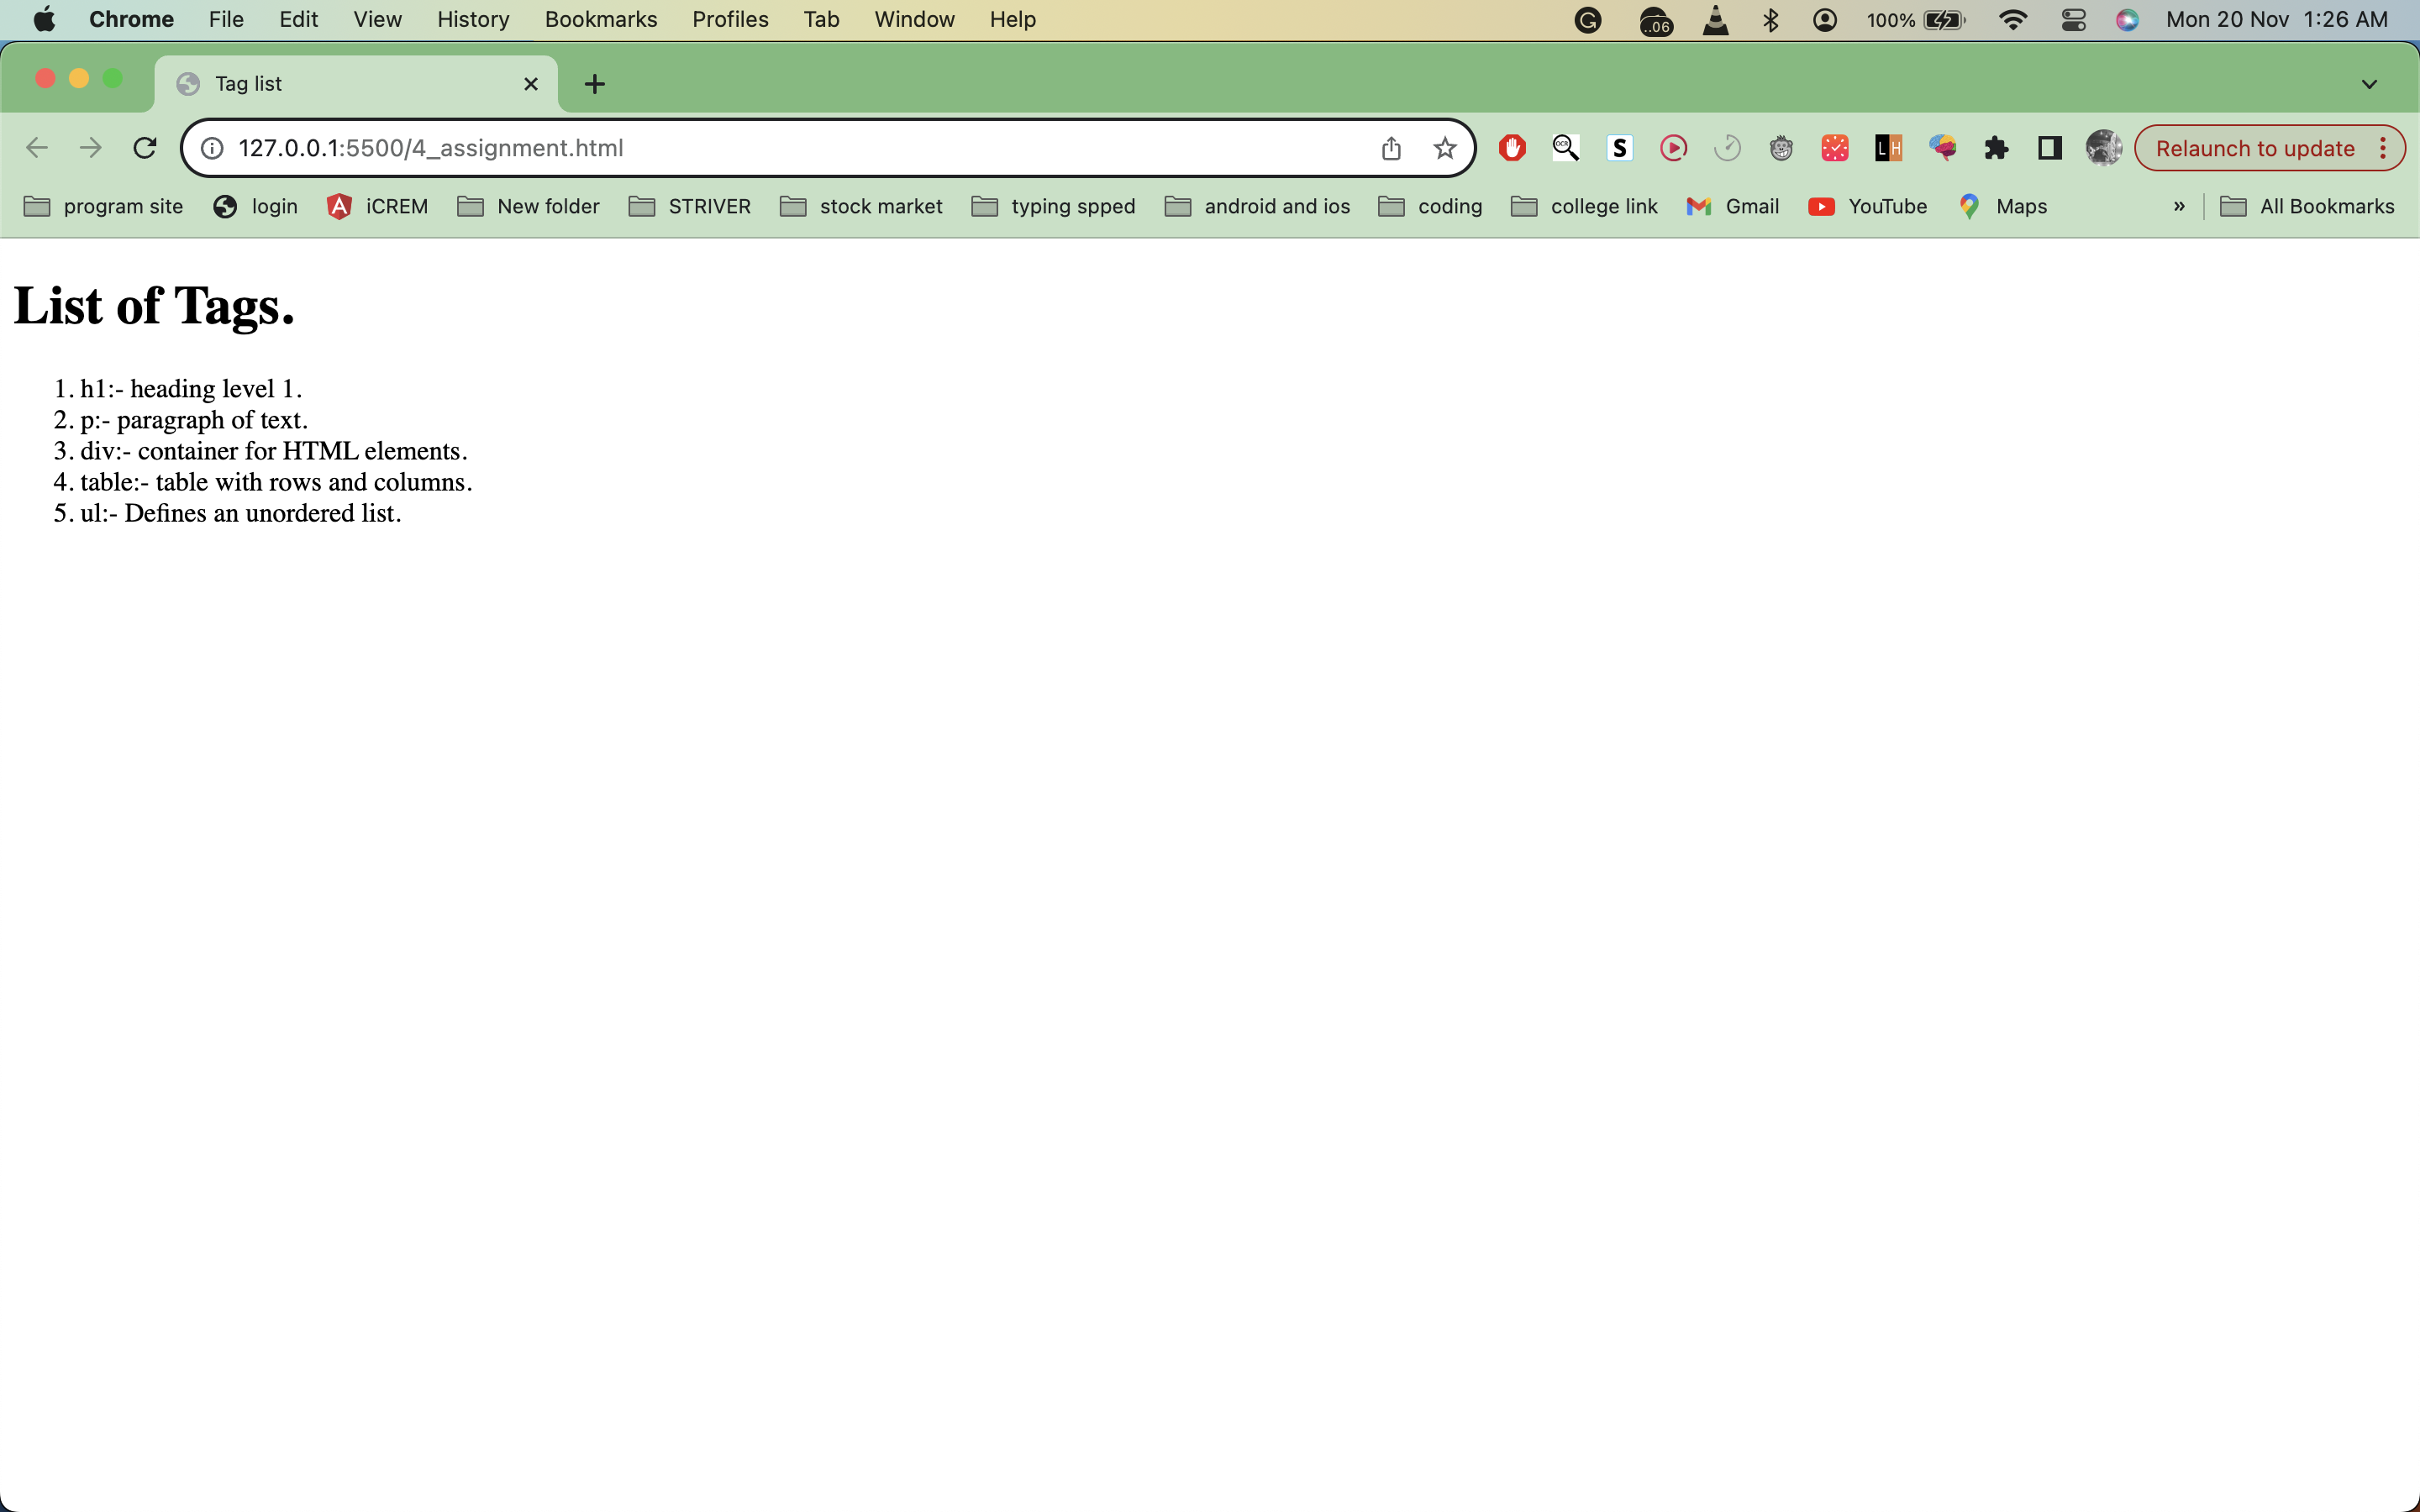 Chrome File Edit View History Bookmarks Profiles Tab Window Help ..06 100% Mon 20 Nov 1:26 AM
Tag list
127.0.0.1:5500/4_assignment.html OCR S L H Relaunch to update
program site login iCREM New folder STRIVER stock market typing spped android and ios coding college link Gmail YouTube Maps » All Bookmarks
List of Tags.
1. h1:- heading level 1.
2. p:- paragraph of text.
3. div:- container for HTML elements.
4. table:- table with rows and columns.
5. ul:- Defines an unordered list.